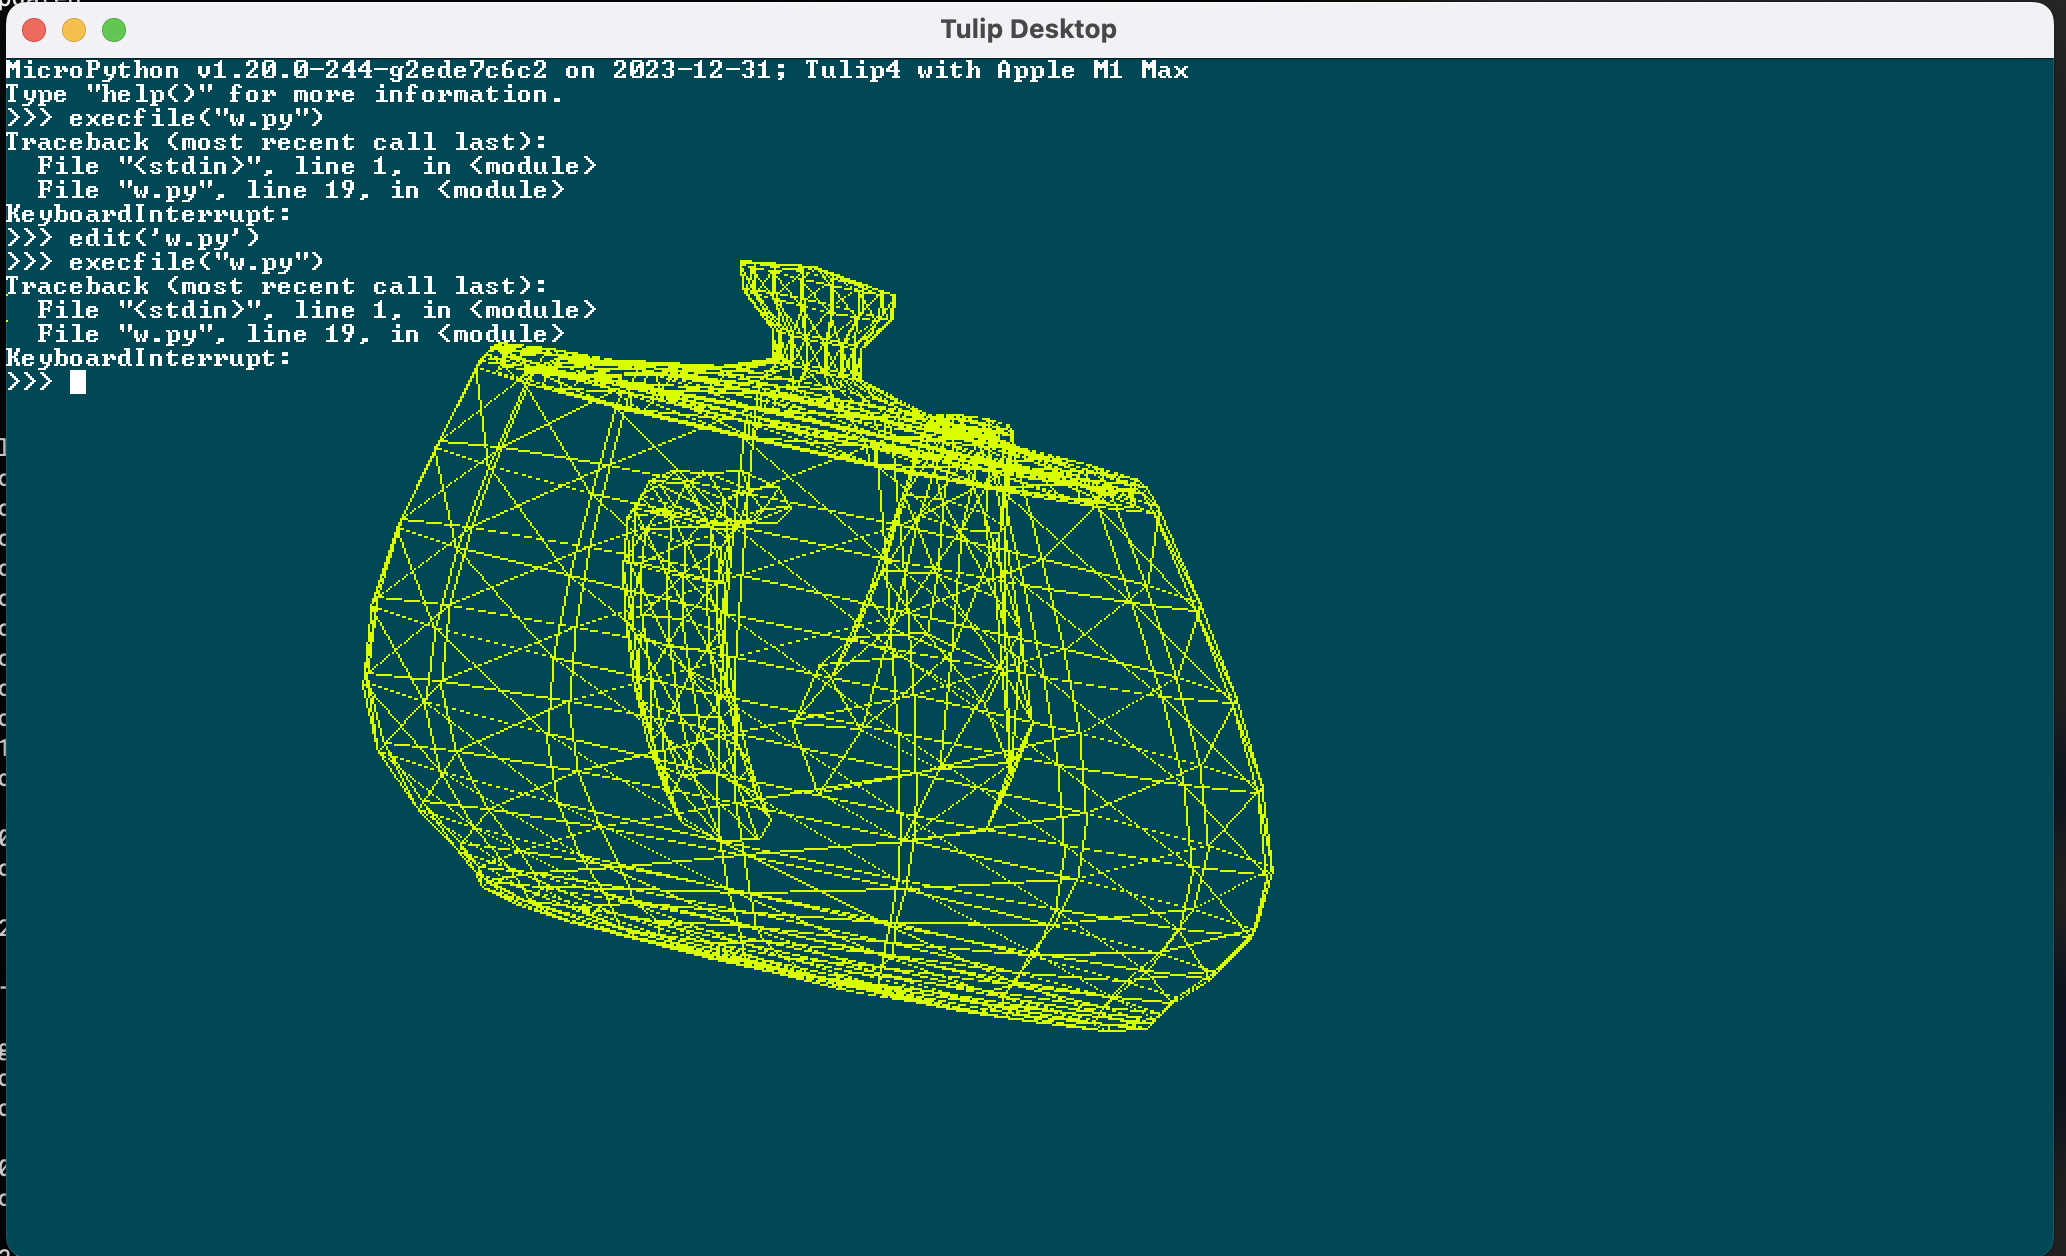 Tulip Desktop
MicroPython v1.20.0-244-g2ede7c6c2 on 2023-12-31; Tulip4 with Apple M1 Max
Type "help()" for more information.
>>> execfile("w.py")
Traceback (most recent call last):
  File "<stdin>", line 1, in <module>
  File "w.py", line 19, in <module>
KeyboardInterrupt:
>>> edit('w.py')
>>> execfile("w.py")
Traceback (most recent call last):
  File "<stdin>", line 1, in <module>
  File "w.py", line 19, in <module>
KeyboardInterrupt:
>>>